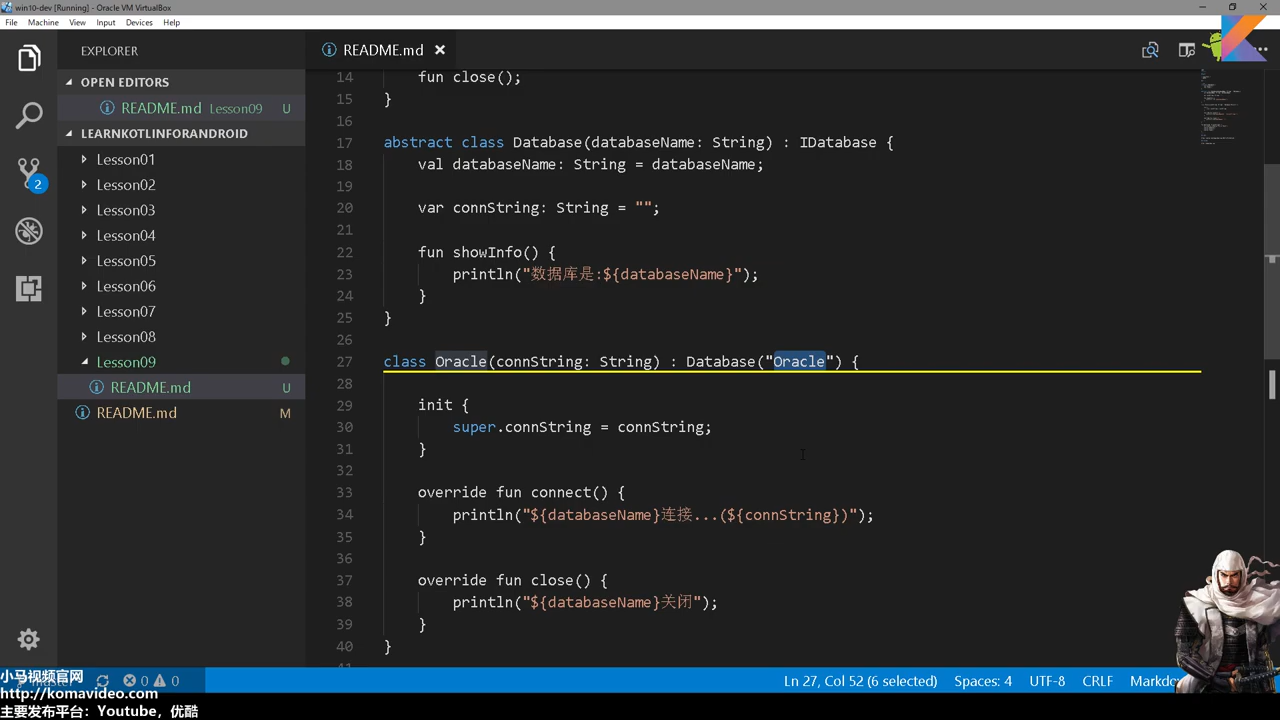 win10-dev [Running] - Oracle VM VirtualBox
File Machine View Input Devices Help
EXPLORER
OPEN EDITORS
README.md Lesson09 U
LEARNKOTLINFORANDROID
Lesson01
Lesson02
Lesson03
Lesson04
Lesson05
Lesson06
Lesson07
Lesson08
Lesson09
README.md U
README.md M
2
README.md
14 fun close();
15 }
16
17 abstract class Database(databaseName: String) : IDatabase {
18 val databaseName: String = databaseName;
19
20 var connString: String = "";
21
22 fun showInfo() {
23 println("数据库是:${databaseName}");
24 }
25 }
26
27 class Oracle(connString: String) : Database("Oracle") {
28
29 init {
30 super.connString = connString;
31 }
32
33 override fun connect() {
34 println("${databaseName}连接...(${connString})");
35 }
36
37 override fun close() {
38 println("${databaseName}关闭");
39 }
40 }
0 0 Ln 27, Col 52 (6 selected) Spaces: 4 UTF-8 CRLF
小马视频官网
http://komavideo.com
主要发布平台：Youtube，优酷